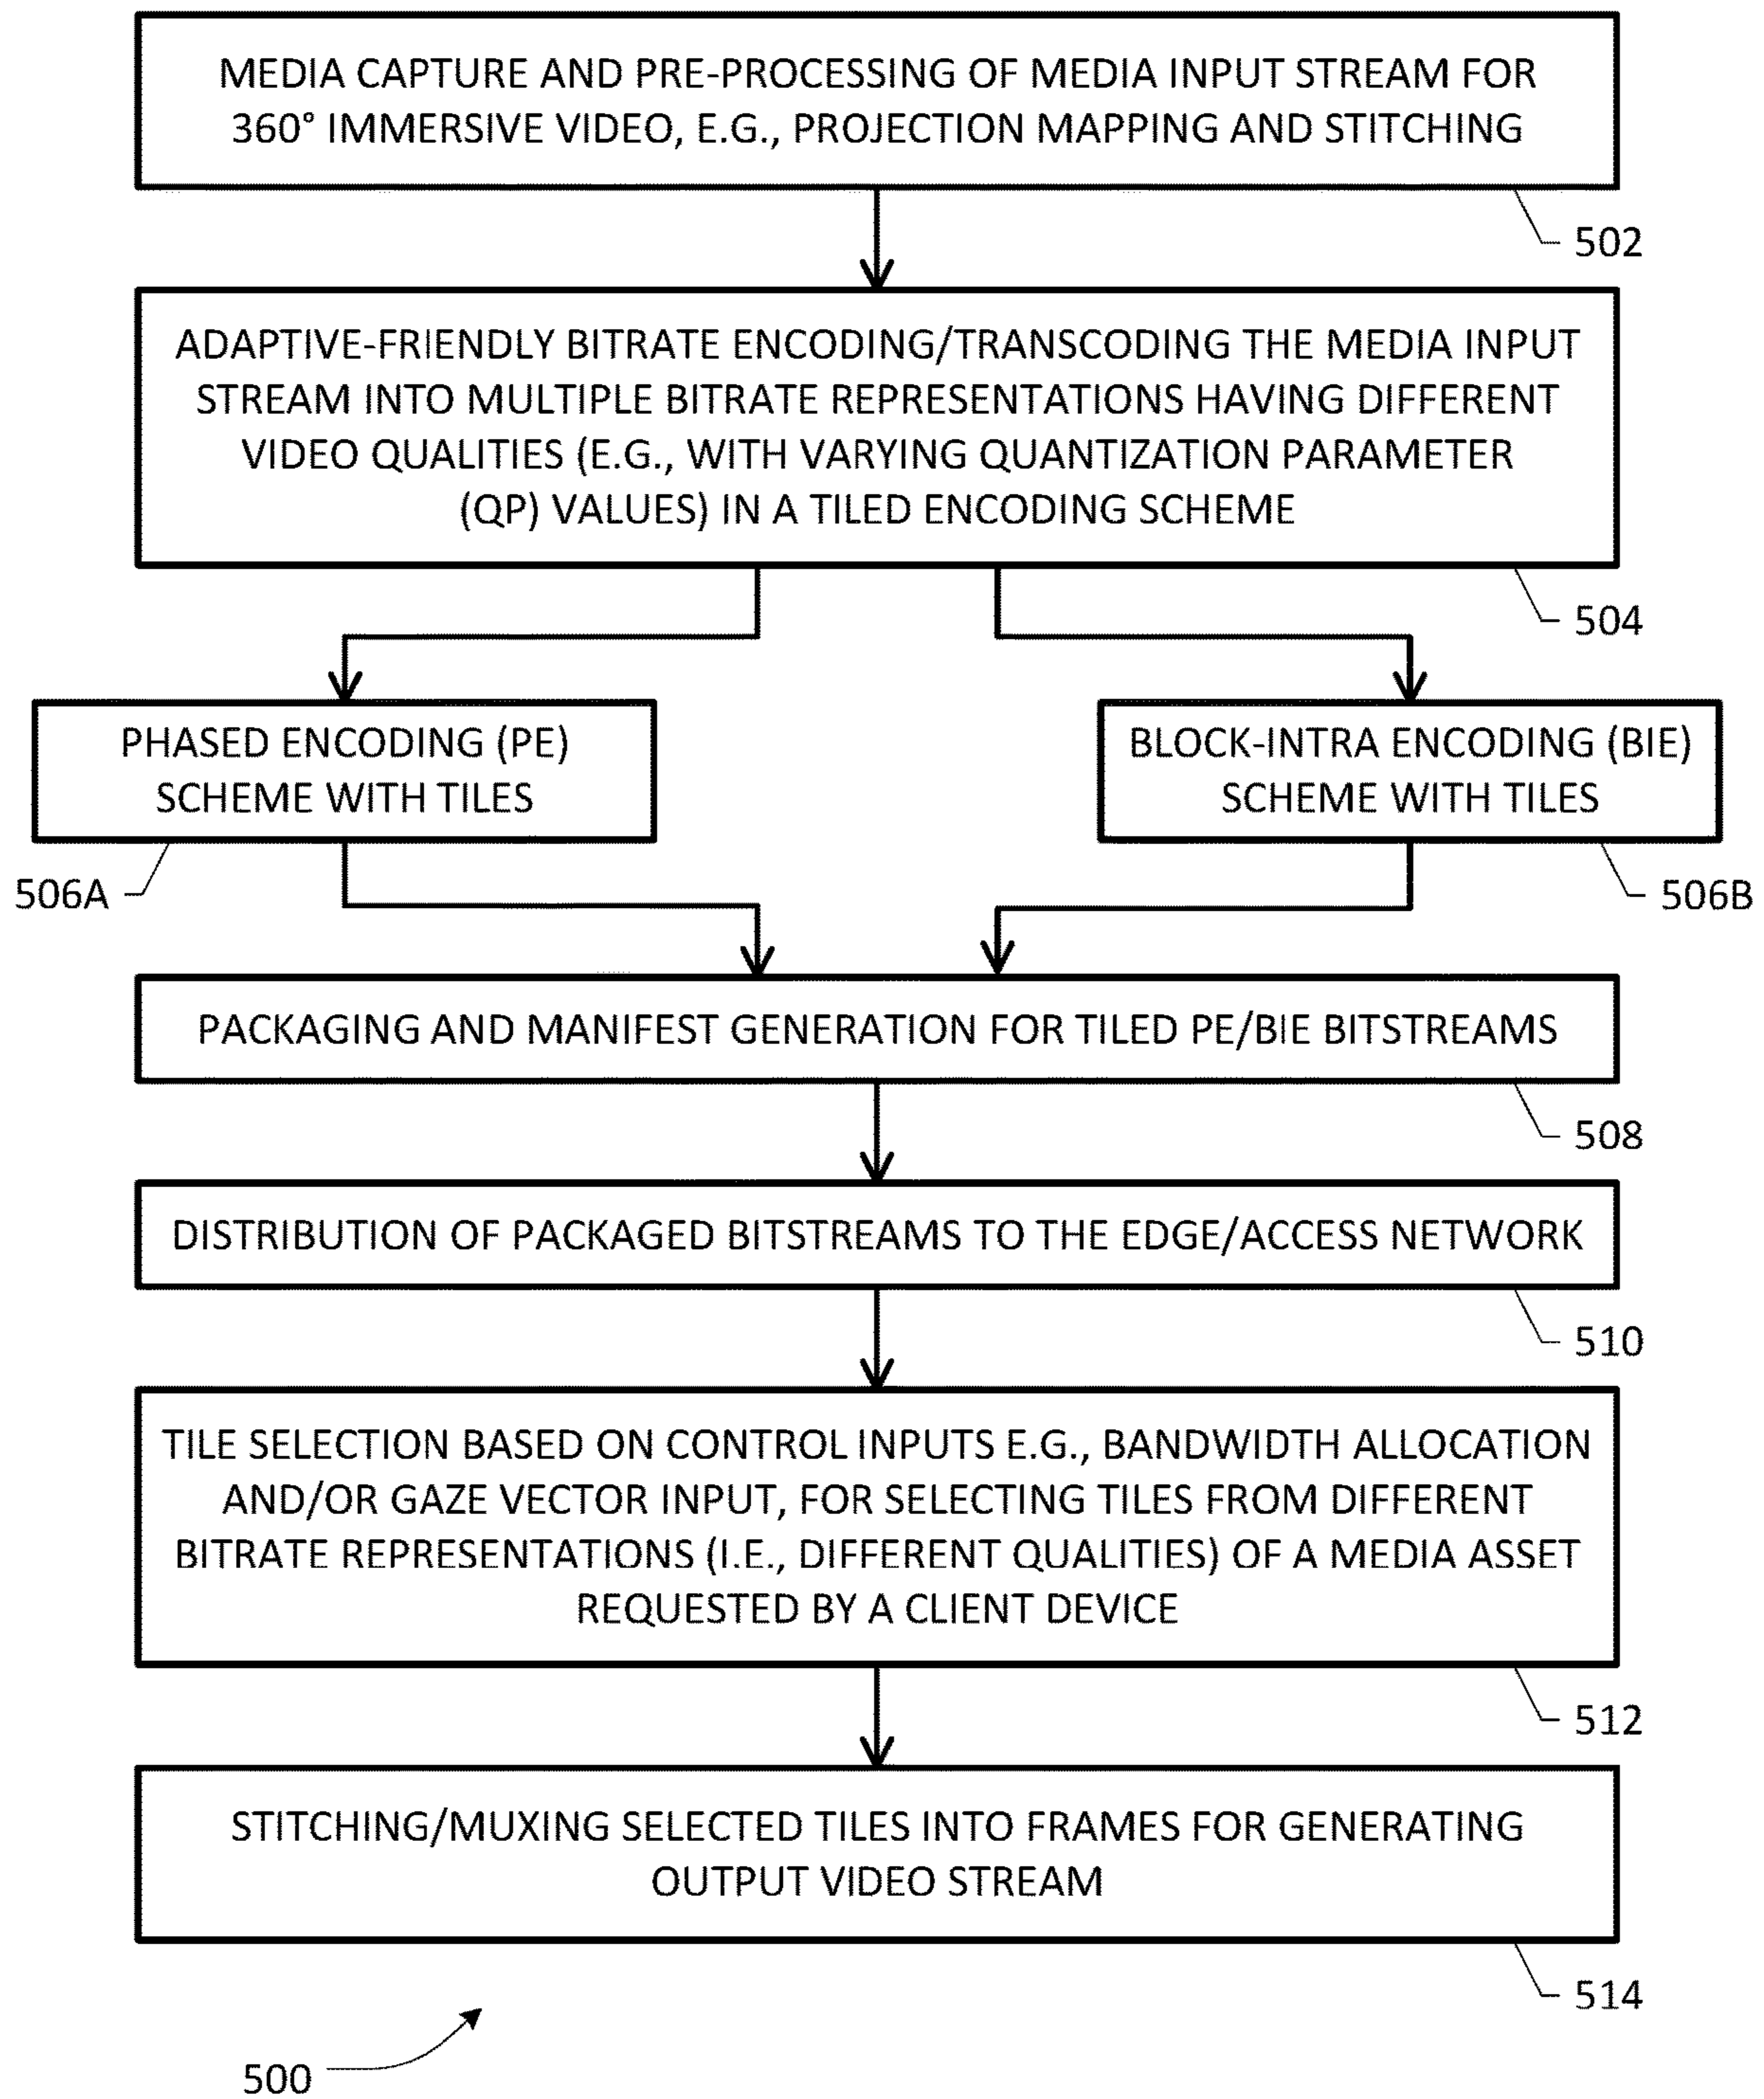 MEDIA CAPTURE AND PRE-PROCESSING OF MEDIA INPUT STREAM FOR
360° IMMERSIVE VIDEO, E.G., PROJECTION MAPPING AND STITCHING
502
ADAPTIVE-FRIENDLY BITRATE ENCODING/TRANSCODING THE MEDIA INPUT
STREAM INTO MULTIPLE BITRATE REPRESENTATIONS HAVING DIFFERENT
VIDEO QUALITIES (E.G., WITH VARYING QUANTIZATION PARAMETER
(QP) VALUES) IN A TILED ENCODING SCHEME
504
PHASED ENCODING (PE)
SCHEME WITH TILES
506A
BLOCK-INTRA ENCODING (BIE)
SCHEME WITH TILES
506B
PACKAGING AND MANIFEST GENERATION FOR TILED PE/BIE BITSTREAMS
508
DISTRIBUTION OF PACKAGED BITSTREAMS TO THE EDGE/ACCESS NETWORK
510
TILE SELECTION BASED ON CONTROL INPUTS E.G., BANDWIDTH ALLOCATION
AND/OR GAZE VECTOR INPUT, FOR SELECTING TILES FROM DIFFERENT
BITRATE REPRESENTATIONS (I.E., DIFFERENT QUALITIES) OF A MEDIA ASSET
REQUESTED BY A CLIENT DEVICE
512
STITCHING/MUXING SELECTED TILES INTO FRAMES FOR GENERATING
OUTPUT VIDEO STREAM
514
500